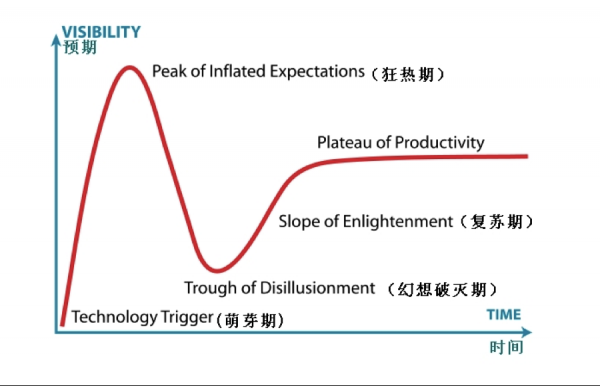 VISIBILITY
预期
Peak of Inflated Expectations（狂热期）
Plateau of Productivity
Slope of Enlightenment（复苏期）
Trough of Disillusionment （幻想破灭期）
Technology Trigger(萌芽期)
TIME
时间